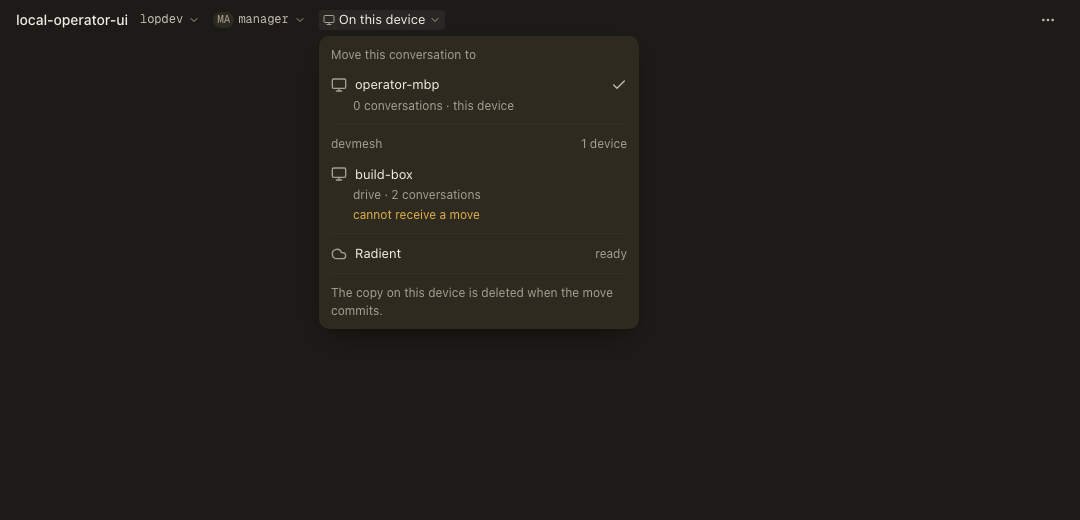 local-operator-ui lopdev MA manager On this device
Move this conversation to
operator-mbp
0 conversations · this device
devmesh 1 device
build-box
drive · 2 conversations
cannot receive a move
Radient ready
The copy on this device is deleted when the move
commits.